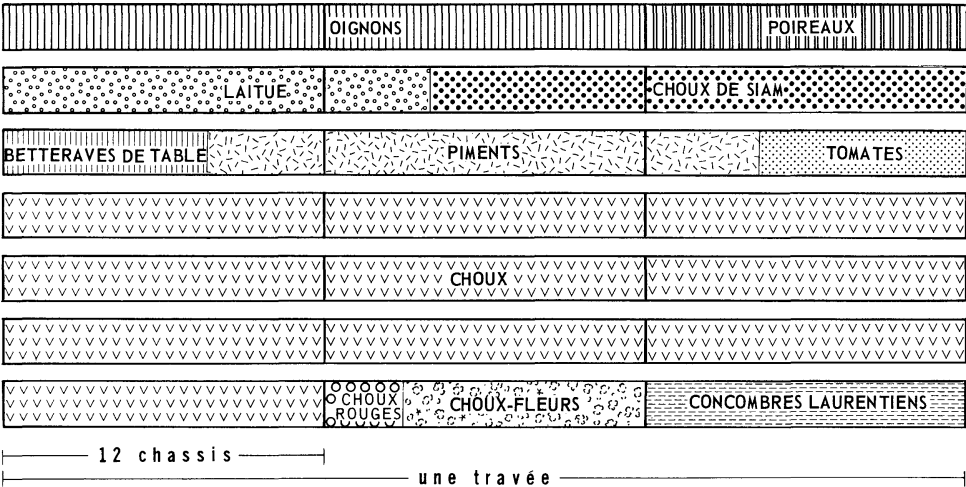 OIGNONS POIREAUX
LAITUE CHOUX DE SIAM
BETTERAVES DE TABLE PIMENTS TOMATES
CHOUX
CHOUX
ROUGES CHOUX-FLEURS CONCOMBRES LAURENTIENS
12 chassis
une travée